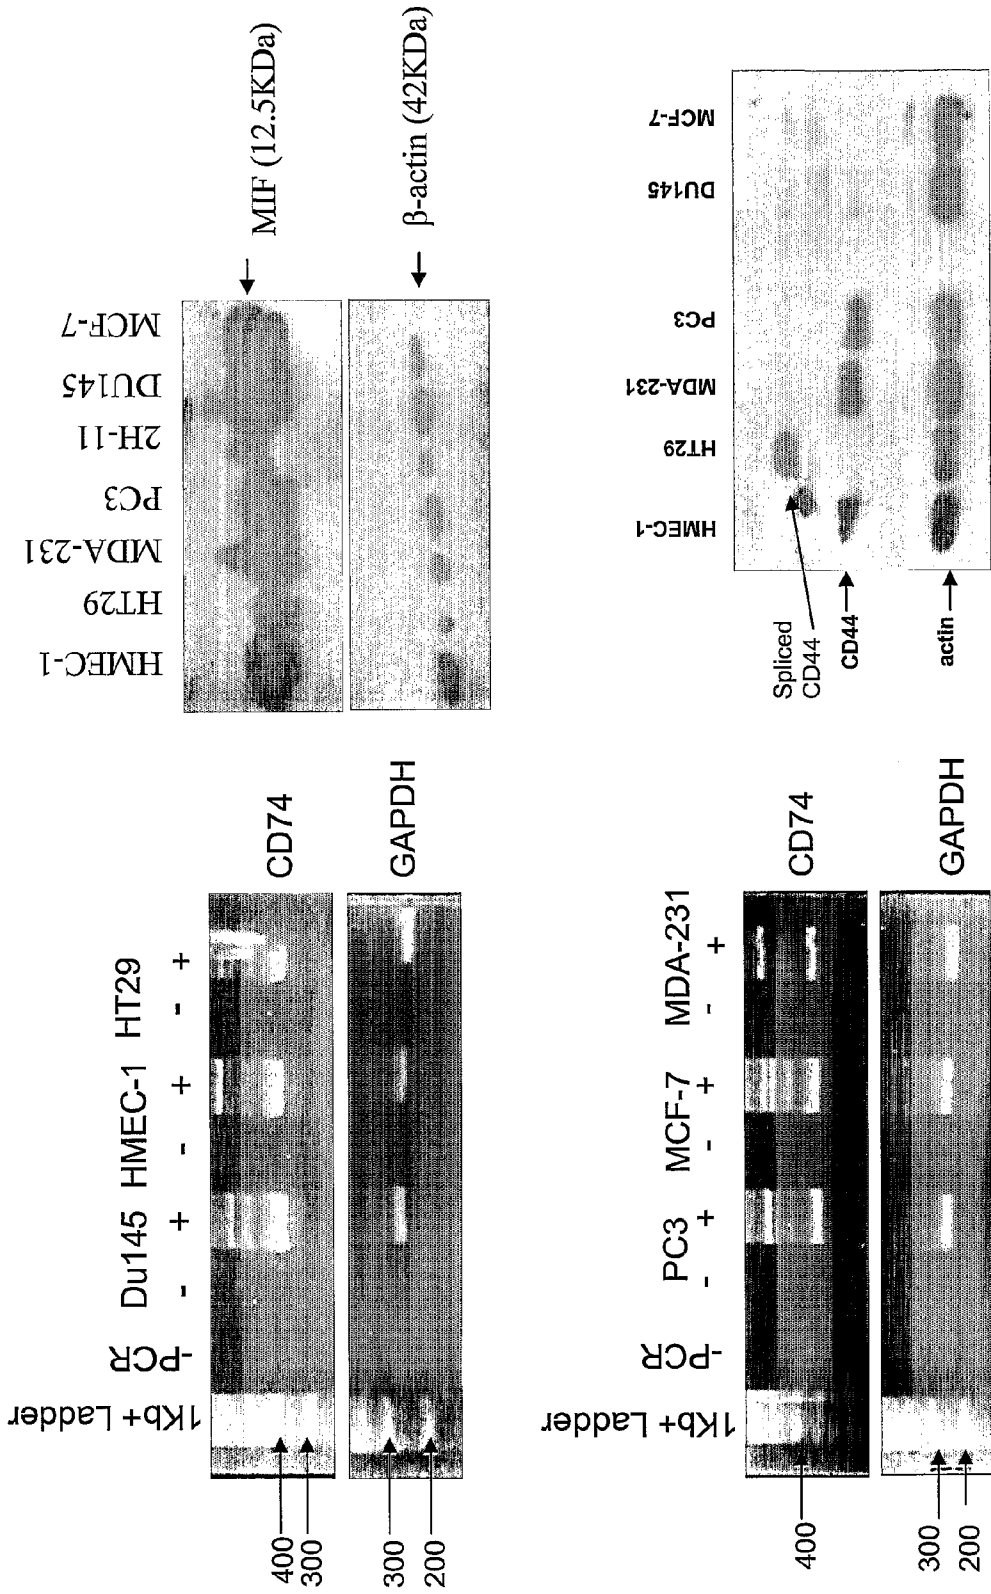 1Kb+ Ladder
-PCR
Du145 HMEC-1 HT29
- + - + - +
400
300
CD74
300
200
GAPDH
HMEC-1
HT29
MDA-231
PC3
2H-11
DU145
MCF-7
MIF (12.5KDa)
β-actin (42KDa)
1Kb+ Ladder
-PCR
PC3 MCF-7 MDA-231
- + - + - +
400
CD74
300
200
GAPDH
HMEC-1
HT29
MDA-231
PC3
DU145
MCF-7
Spliced
CD44
CD44
actin